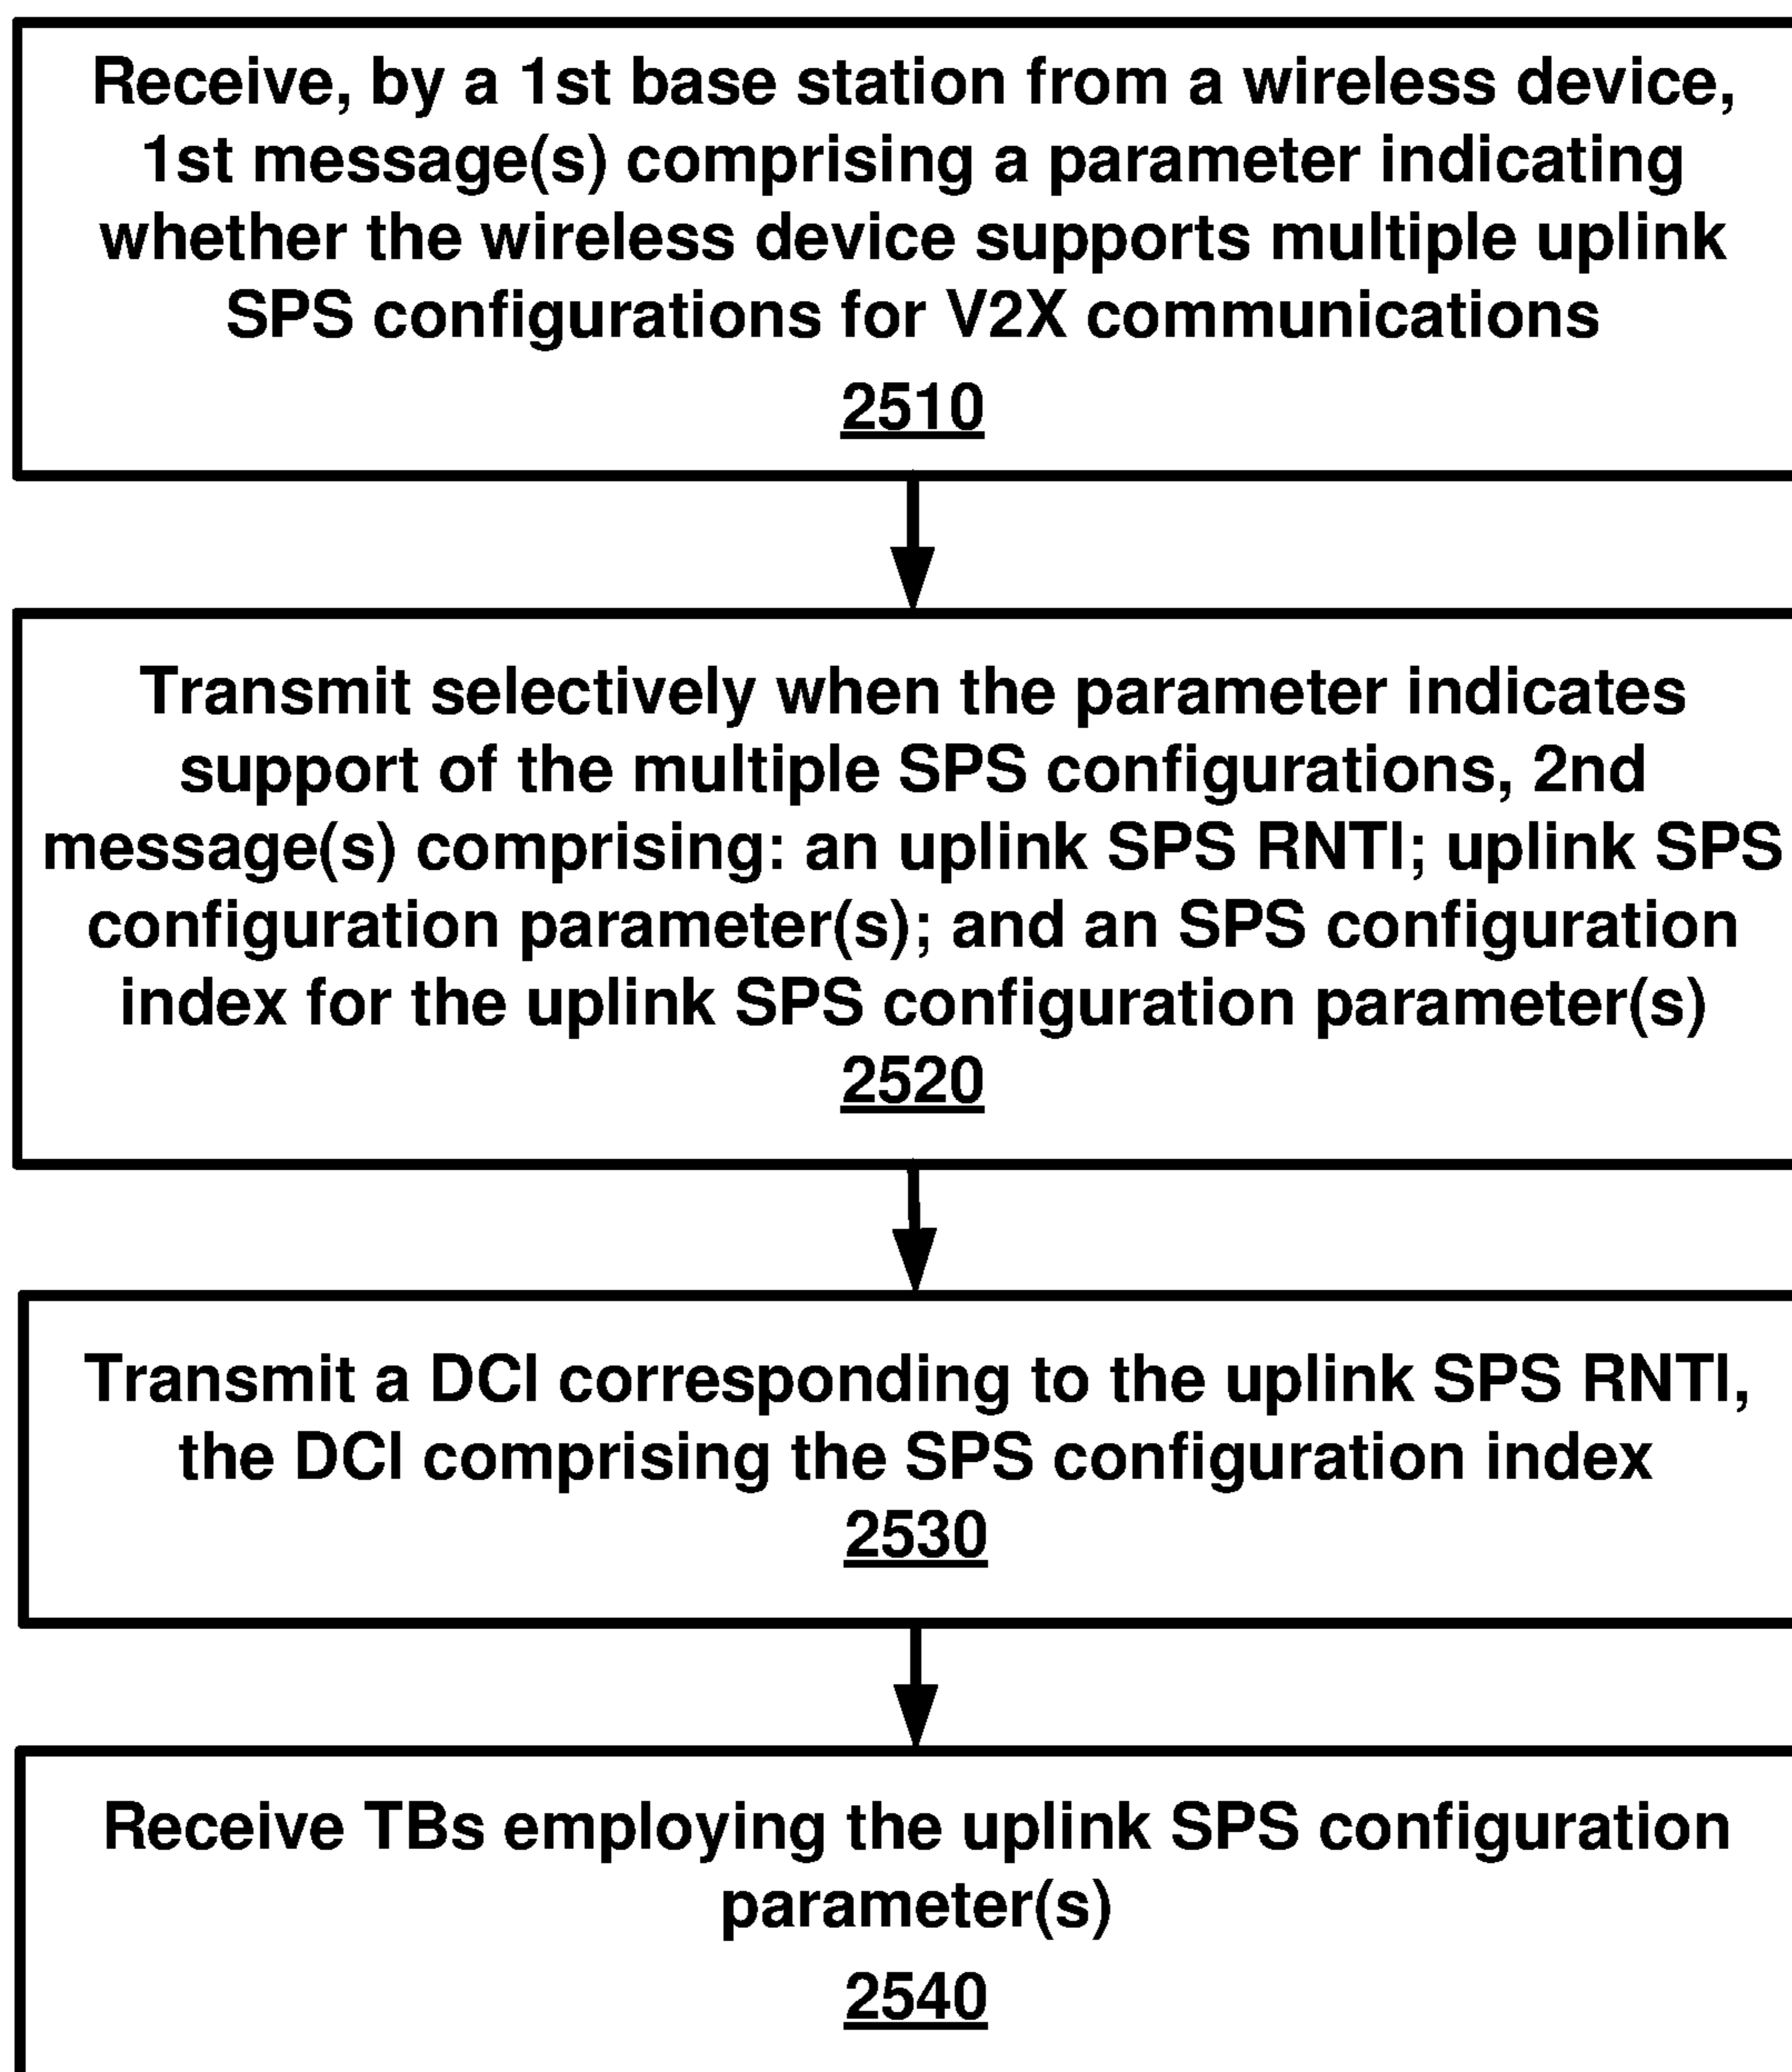 Receive, by a 1st base station from a wireless device,
1st message(s) comprising a parameter indicating
whether the wireless device supports multiple uplink
SPS configurations for V2X communications
2510
Transmit selectively when the parameter indicates
support of the multiple SPS configurations, 2nd
message(s) comprising: an uplink SPS RNTI; uplink SPS
configuration parameter(s); and an SPS configuration
index for the uplink SPS configuration parameter(s)
2520
Transmit a DCI corresponding to the uplink SPS RNTI,
the DCI comprising the SPS configuration index
2530
Receive TBs employing the uplink SPS configuration
parameter(s)
2540